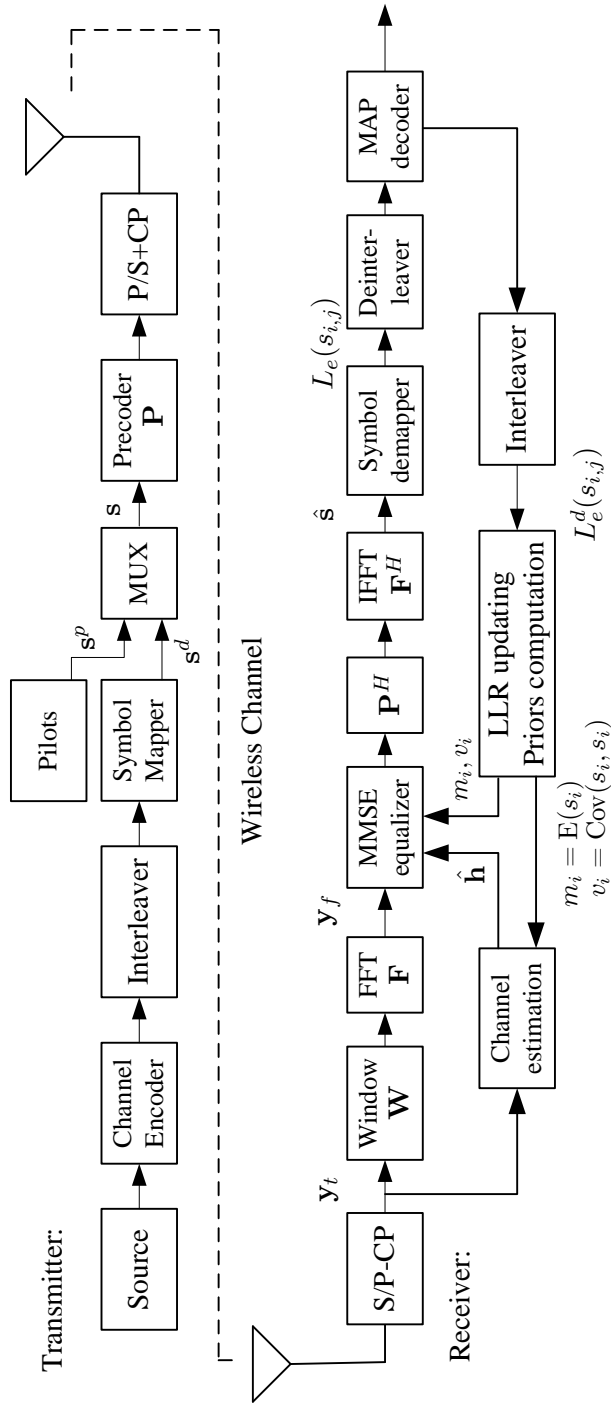 Transmitter:
Source
Channel
Encoder
Interleaver
Symbol
Mapper
Pilots
s^p
s^d
MUX
s
Precoder
P
P/S+CP
Wireless Channel
Receiver:
S/P-CP
y_t
Window
W
FFT
F
y_f
MMSE
equalizer
P^H
IFFT
F^H
ŝ
Symbol
demapper
L_e(s_{i,j})
Deinter-
leaver
MAP
decoder
Interleaver
L_e^d(s_{i,j})
LLR updating
Priors computation
m_i, v_i
m_i = E(s_i)
v_i = Cov(s_i, s_i)
ĥ
Channel
estimation